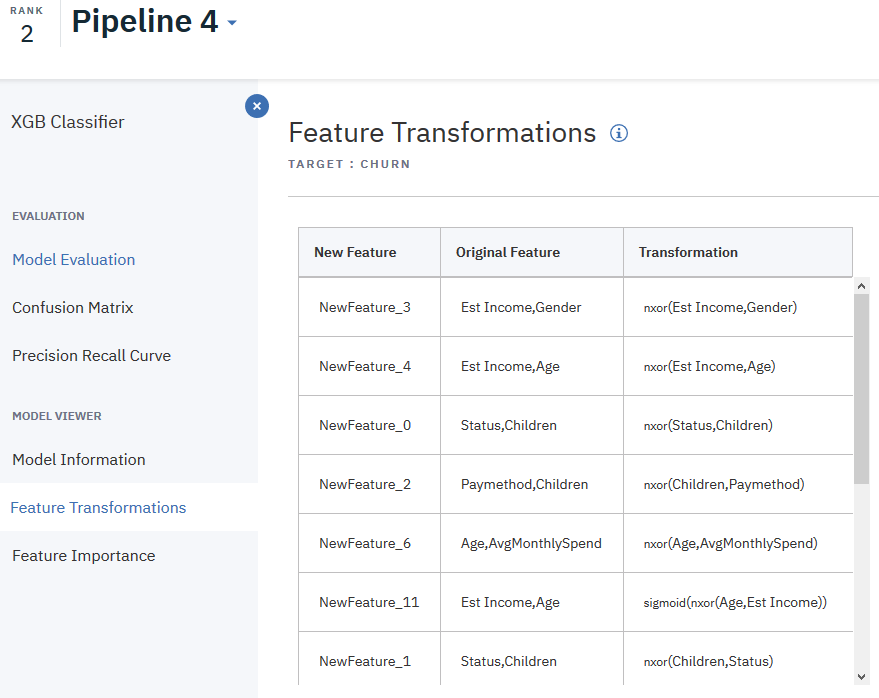 RANK
2
Pipeline 4
XGB Classifier
EVALUATION
Model Evaluation
Confusion Matrix
Precision Recall Curve
MODEL VIEWER
Model Information
Feature Transformations
Feature Importance
Feature Transformations
TARGET : CHURN
New Feature Original Feature Transformation
NewFeature_3 Est Income,Gender nxor(Est Income,Gender)
NewFeature_4 Est Income,Age nxor(Est Income,Age)
NewFeature_0 Status,Children nxor(Status,Children)
NewFeature_2 Paymethod,Children nxor(Children,Paymethod)
NewFeature_6 Age,AvgMonthlySpend nxor(Age,AvgMonthlySpend)
NewFeature_11 Est Income,Age sigmoid(nxor(Age,Est Income))
NewFeature_1 Status,Children nxor(Children,Status)